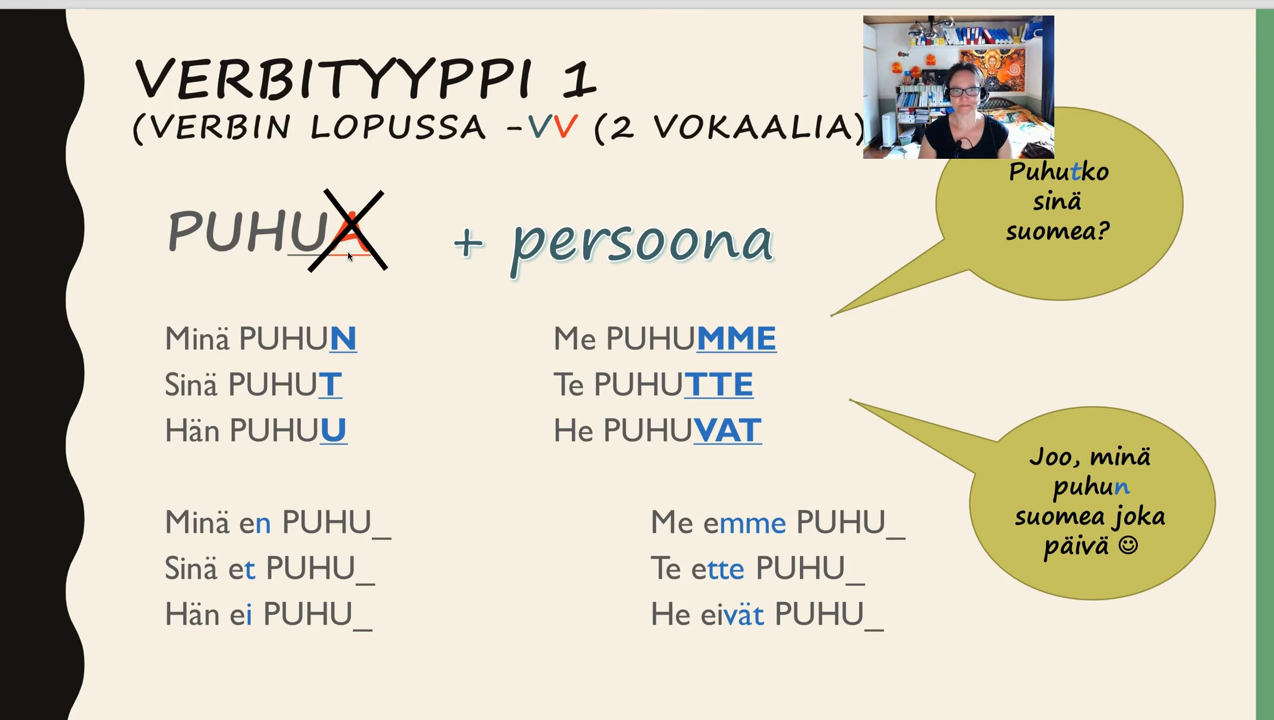 VERBITYYPPI 1
(VERBIN LOPUSSA -VV (2 VOKAALIA)
PUHUA + persoona
Minä PUHUN
Sinä PUHUT
Hän PUHUU
Me PUHUMME
Te PUHUTTE
He PUHUVAT
Minä en PUHU_
Sinä et PUHU_
Hän ei PUHU_
Me emme PUHU_
Te ette PUHU_
He eivät PUHU_
Puhutko
sinä
suomea?
Joo, minä
puhun
suomea joka
päivä ☺